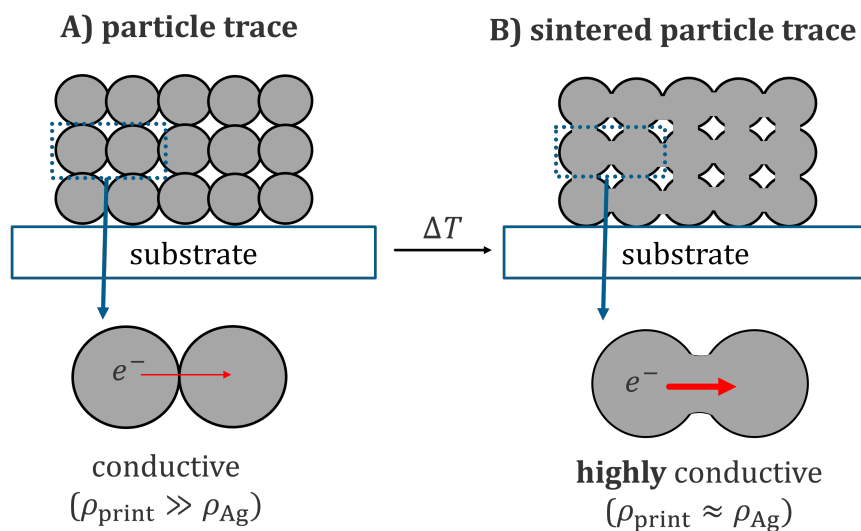 A) particle trace
B) sintered particle trace
substrate
ΔT
substrate
e⁻
e⁻
conductive
(ρprint ≫ ρAg)
highly conductive
(ρprint ≈ ρAg)